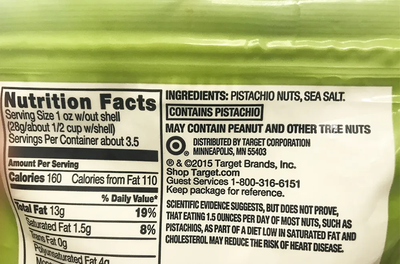 Nutrition Facts
Serving Size 1 oz w/out shell
(28g/about 1/2 cup w/shell)
Servings Per Container about 3.5
Amount Per Serving
Calories 160 Calories from Fat 110
% Daily Value*
Total Fat 13g 19%
Saturated Fat 1.5g 8%
Trans Fat 0g
Polyunsaturated Fat 4g
INGREDIENTS: PISTACHIO NUTS, SEA SALT.
CONTAINS PISTACHIO
MAY CONTAIN PEANUT AND OTHER TREE NUTS
DISTRIBUTED BY TARGET CORPORATION
MINNEAPOLIS, MN 55403
® & ©2015 Target Brands, Inc.
Shop Target.com
Guest Services 1-800-316-6151
Keep package for reference.
SCIENTIFIC EVIDENCE SUGGESTS, BUT DOES NOT PROVE,
THAT EATING 1.5 OUNCES PER DAY OF MOST NUTS, SUCH AS
PISTACHIOS, AS PART OF A DIET LOW IN SATURATED FAT AND
CHOLESTEROL MAY REDUCE THE RISK OF HEART DISEASE.